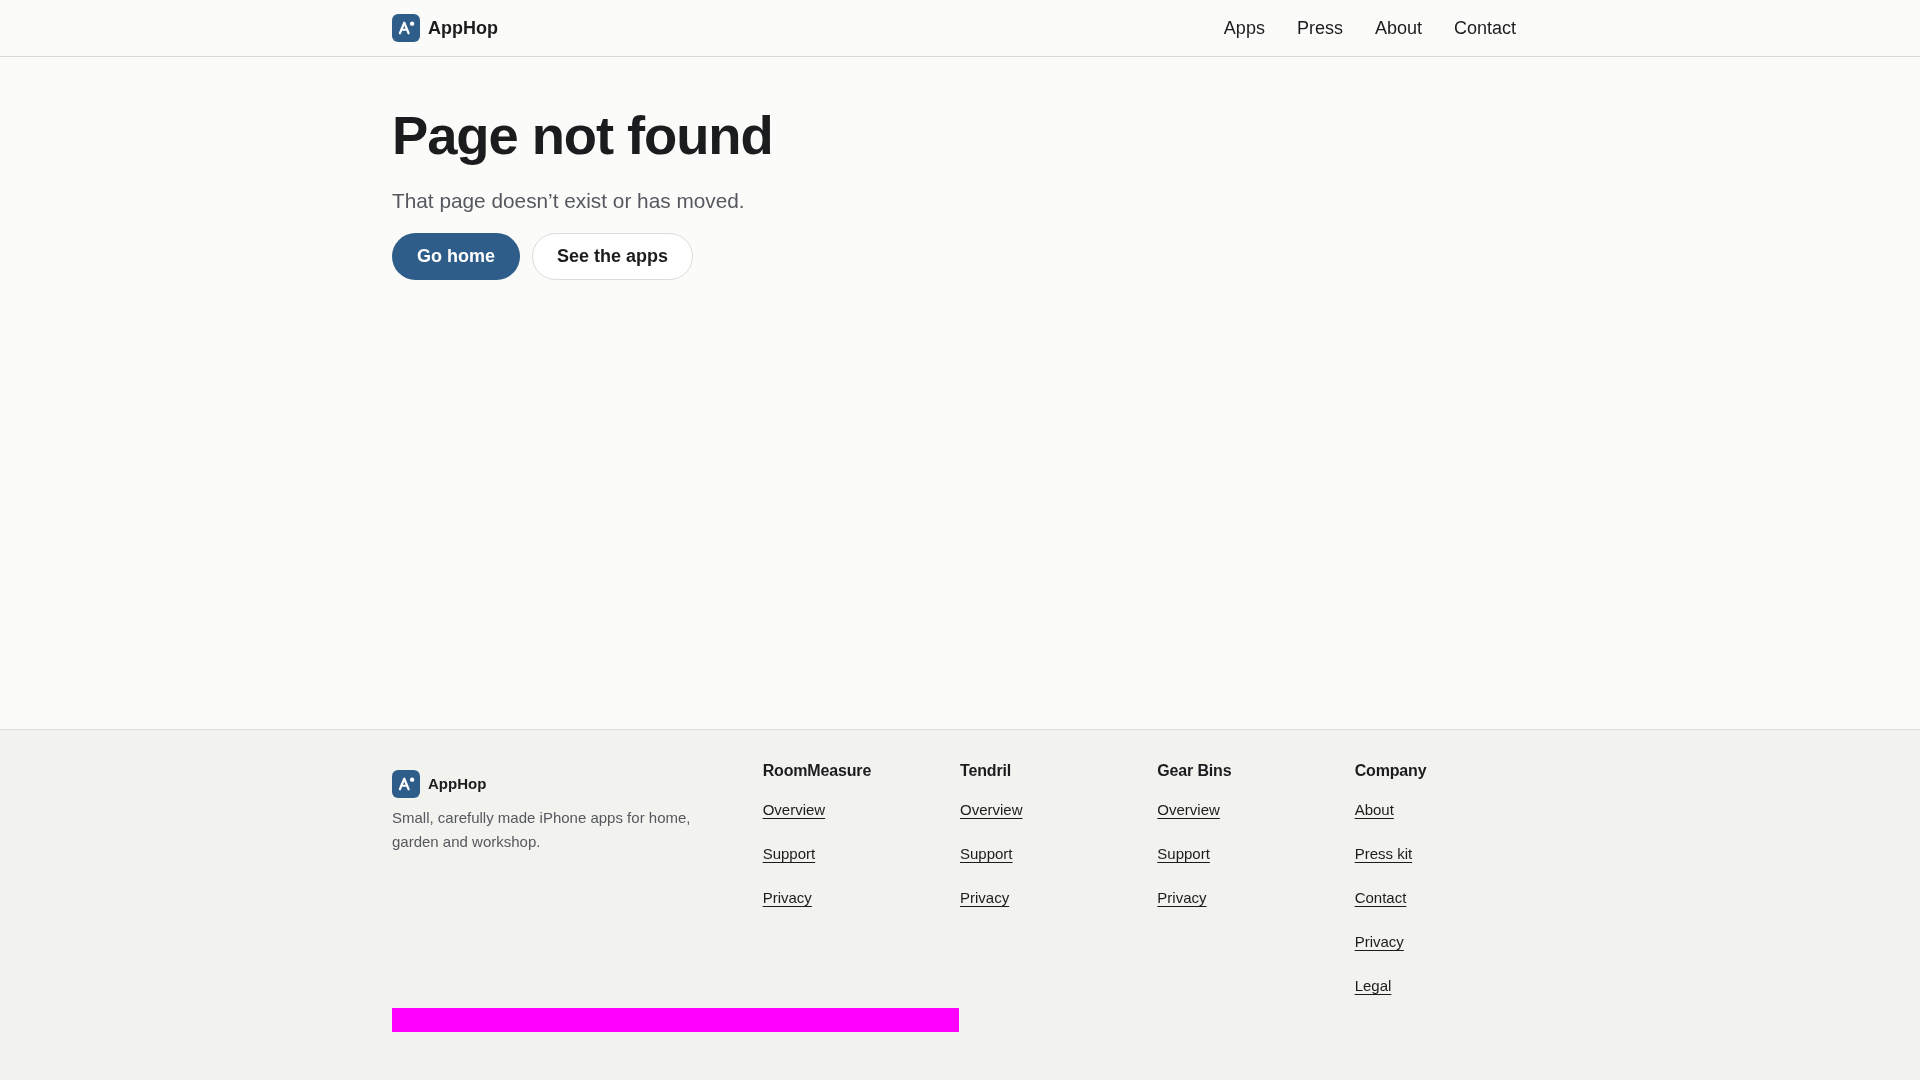 AppHop
Apps
Press
About
Contact
Page not found
That page doesn’t exist or has moved.
Go home
See the apps
AppHop
Small, carefully made iPhone apps for home,
garden and workshop.
RoomMeasure
Overview
Support
Privacy
Tendril
Overview
Support
Privacy
Gear Bins
Overview
Support
Privacy
Company
About
Press kit
Contact
Privacy
Legal